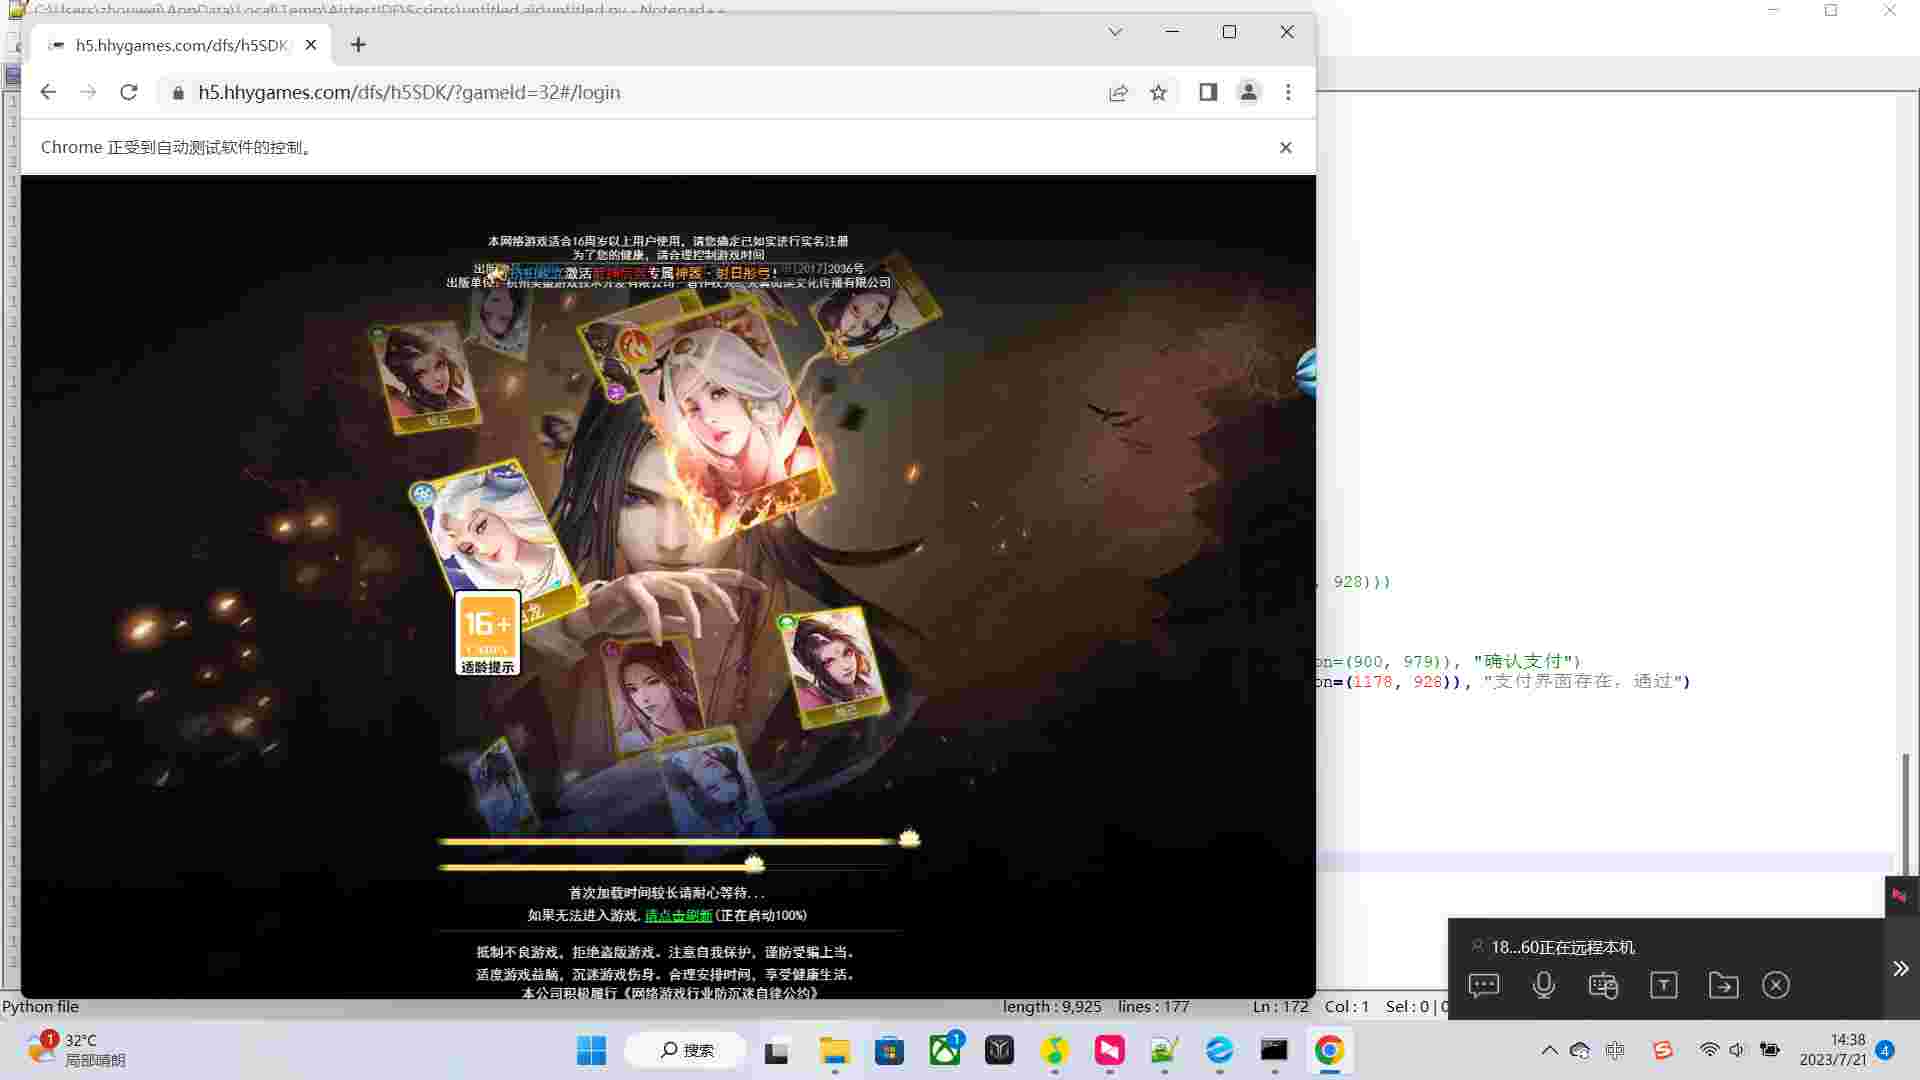 C:\Users\zhouwei\AppData\Local\Temp\AirtestIDE\Scripts\untitled.air\untitled.py - Notepad++
h5.hhygames.com/dfs/h5SDK
h5.hhygames.com/dfs/h5SDK/?gameId=32#/login
Chrome 正受到自动测试软件的控制。
本网络游戏适合16周岁以上用户使用，请您确定已如实进行实名注册
为了您的健康，请合理控制游戏时间
[2017]2036号
激活 专属神器·射日彤弓！
16+
适龄提示
, 928)))
on=(900, 979)), "确认支付")
on=(1178, 928)), "支付界面存在，通过")
首次加载时间较长请耐心等待...
如果无法进入游戏,请点击刷新(正在启动100%)
抵制不良游戏，拒绝盗版游戏。注意自我保护，谨防受骗上当。
适度游戏益脑，沉迷游戏伤身。合理安排时间，享受健康生活。
本公司积极履行《网络游戏行业防沉迷自律公约》
18...60正在远程本机
Python file
length : 9,925 lines : 177
Ln : 172 Col : 1 Sel : 0 | 0
1
32°C
局部晴朗
搜索
1
中
14:38
2023/7/21
4